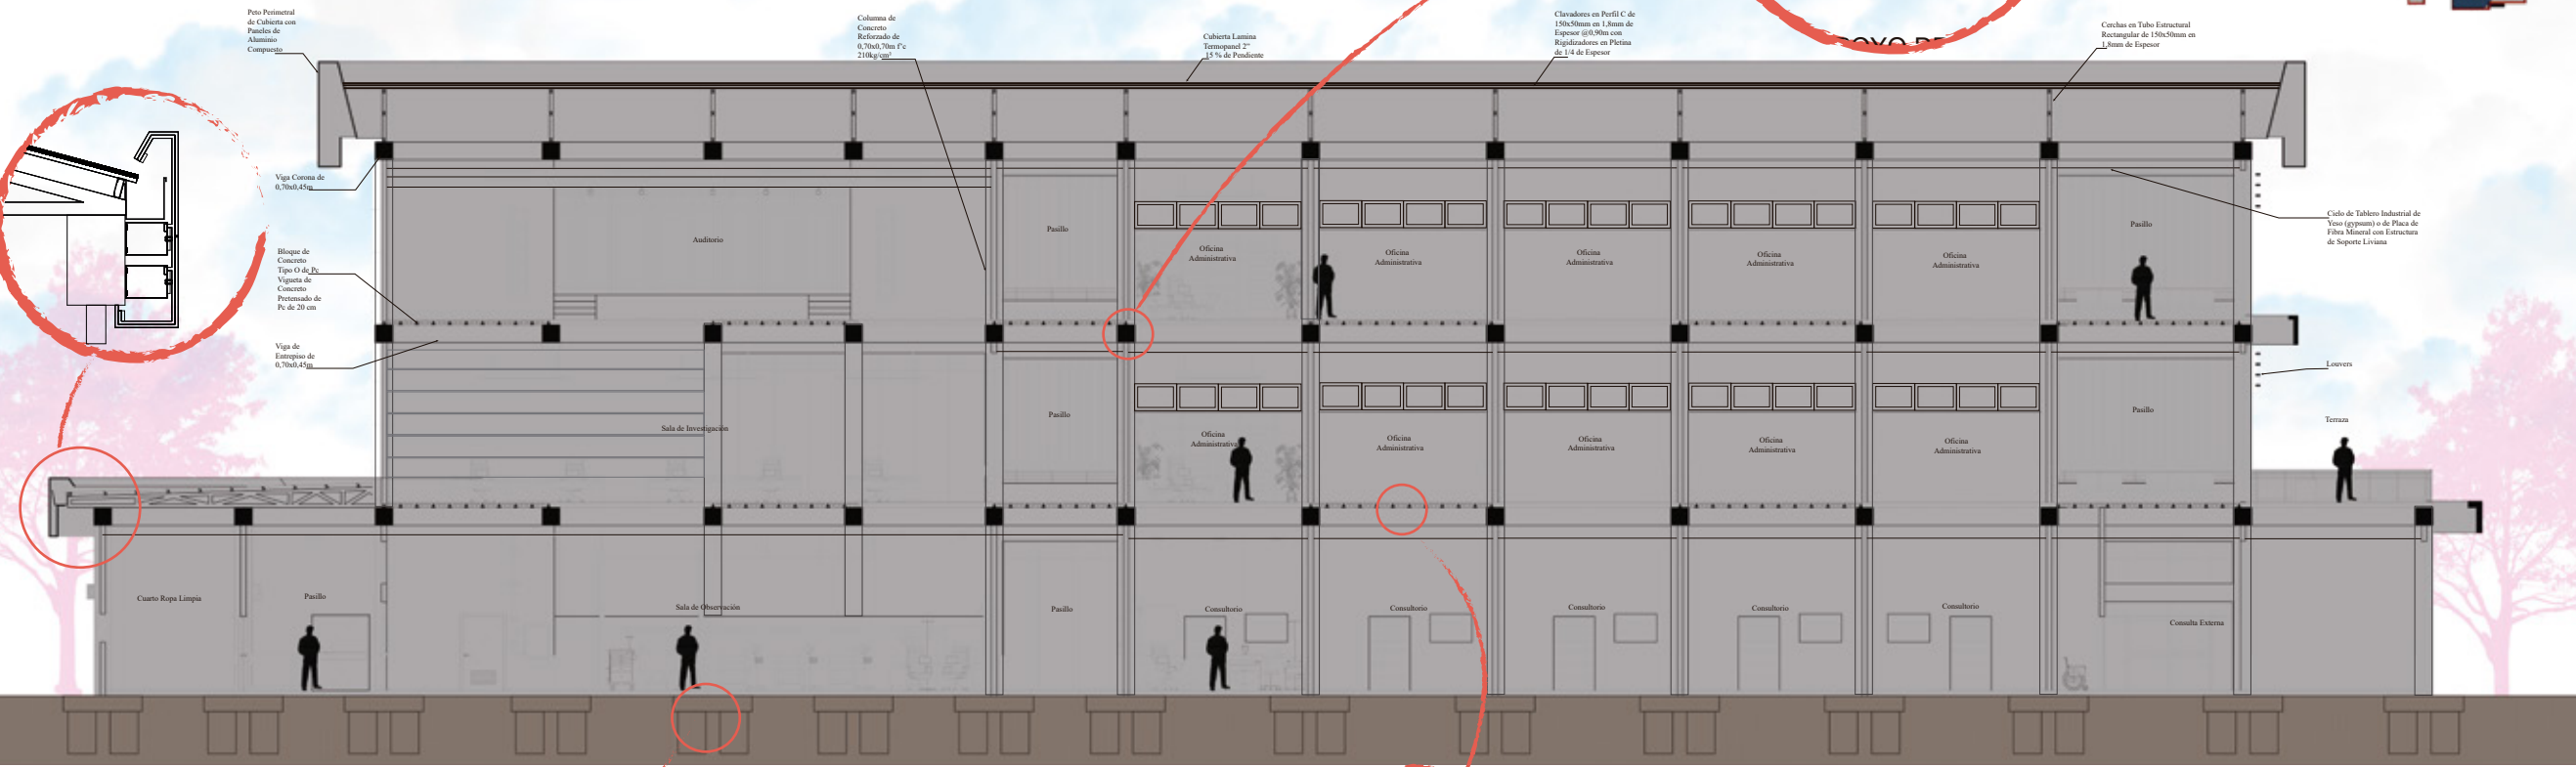 Peto Perimetral
de Cubierta con
Paneles de
Aluminio
Compuesto
Columna de
Concreto
Reforzado de
0,70x0,70m f'c
210kg/cm²
Cubierta Lamina
Termopanel 2"
15 % de Pendiente
Clavadores en Perfil C de
150x50mm en 1,8mm de
Espesor @0,90m con
Rigidizadores en Pletina
de 1/4 de Espesor
Cerchas en Tubo Estructural
Rectangular de 150x50mm en
1,8mm de Espesor
Viga Corona de
0,70x0,45m
Bloque de
Concreto
Tipo O de Pc
Vigueta de
Concreto
Pretensado de
Pc de 20 cm
Viga de
Entrepiso de
0,70x0,45m
Cielo de Tablero Industrial de
Yeso (gypsum) o de Placa de
Fibra Mineral con Estructura
de Soporte Liviana
Louvers
Terraza
Auditorio
Pasillo
Oficina
Administrativa
Oficina
Administrativa
Oficina
Administrativa
Oficina
Administrativa
Oficina
Administrativa
Pasillo
Sala de Investigación
Pasillo
Oficina
Administrativa
Oficina
Administrativa
Oficina
Administrativa
Oficina
Administrativa
Oficina
Administrativa
Pasillo
Cuarto Ropa Limpia
Pasillo
Sala de Observación
Pasillo
Consultorio
Consultorio
Consultorio
Consultorio
Consultorio
Consulta Externa